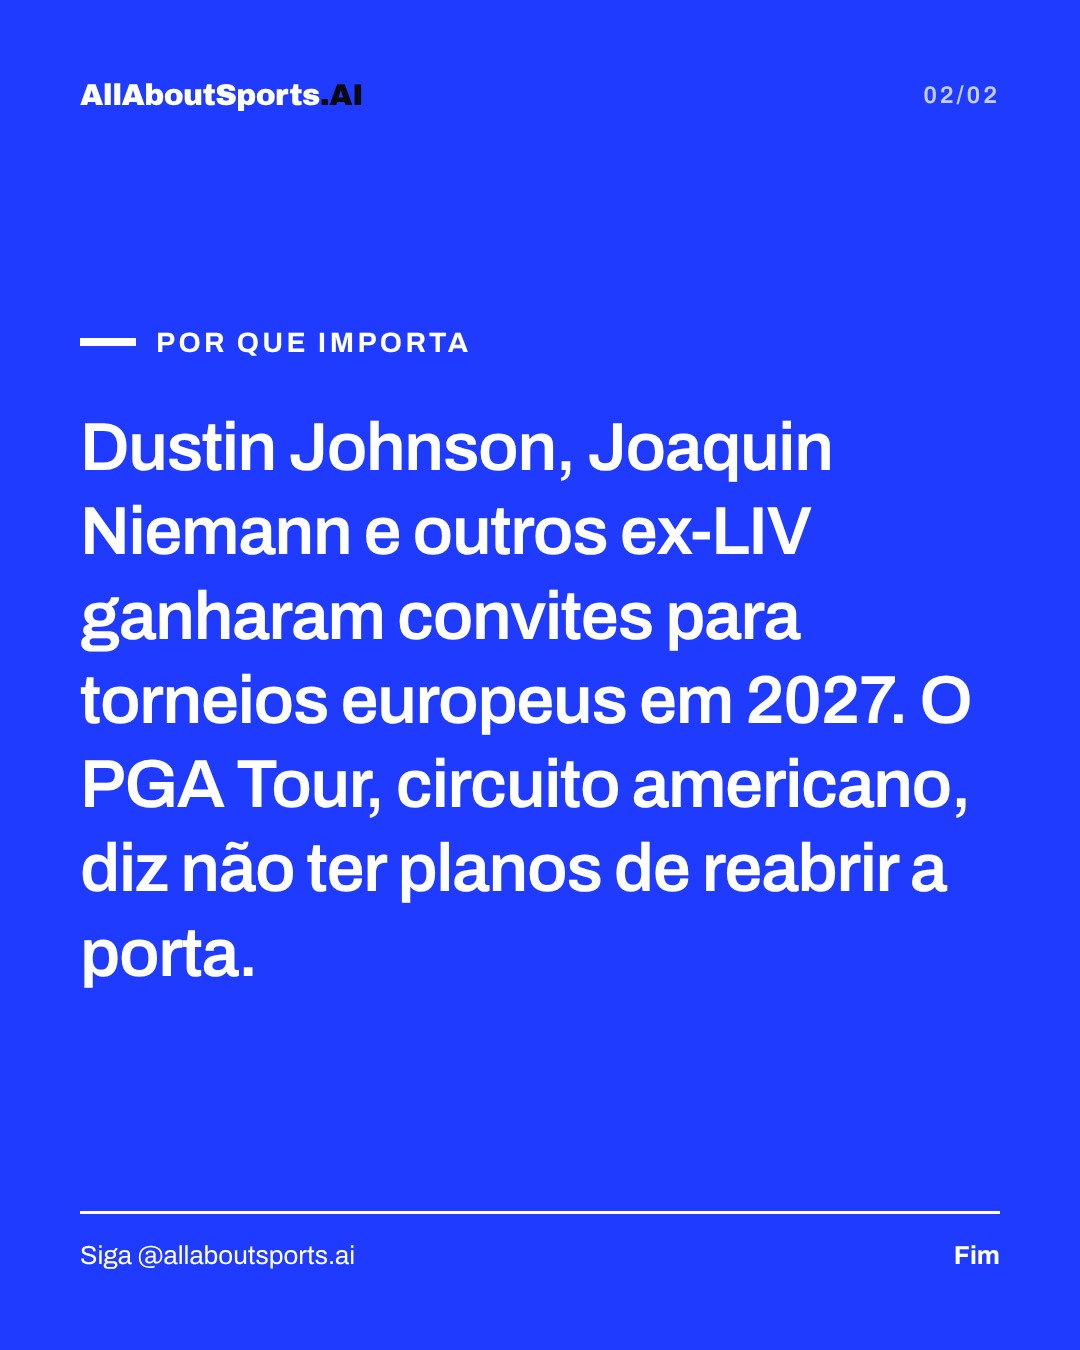 AllAboutSports.AI
02/02
POR QUE IMPORTA
Dustin Johnson, Joaquin
Niemann e outros ex-LIV
ganharam convites para
torneios europeus em 2027. O
PGA Tour, circuito americano,
diz não ter planos de reabrir a
porta.
Siga @allaboutsports.ai
Fim